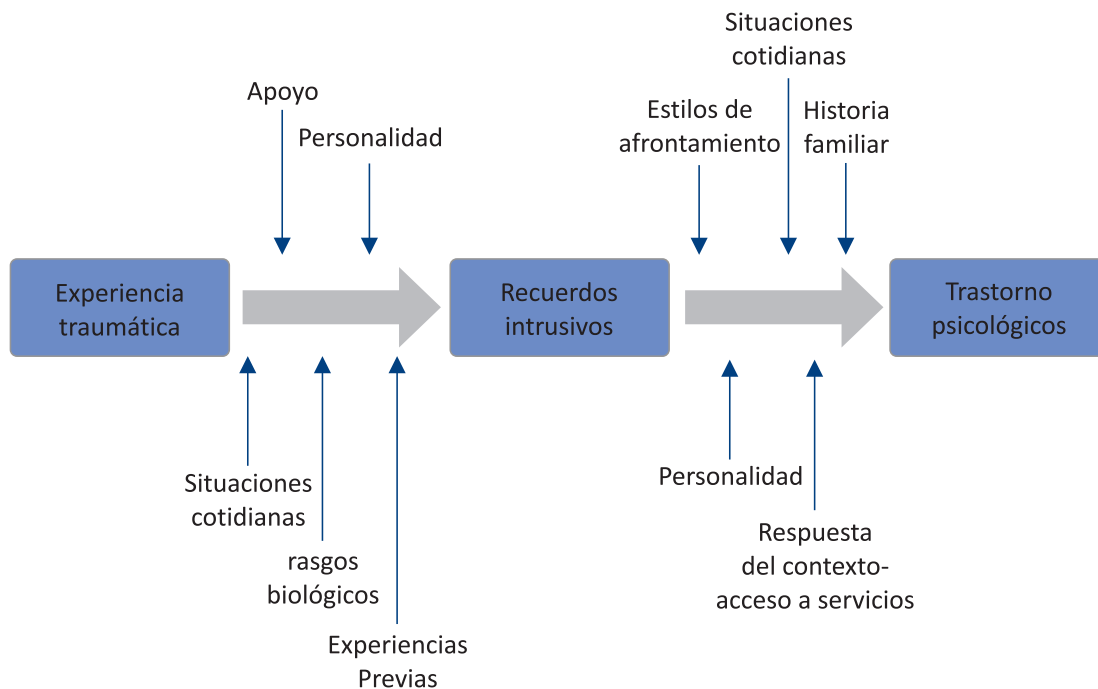 Situaciones
cotidianas
Apoyo
Personalidad
Estilos de
afrontamiento
Historia
familiar
Experiencia
traumática
Recuerdos
intrusivos
Trastorno
psicológicos
Situaciones
cotidianas
rasgos
biológicos
Experiencias
Previas
Personalidad
Respuesta
del contexto-
acceso a servicios